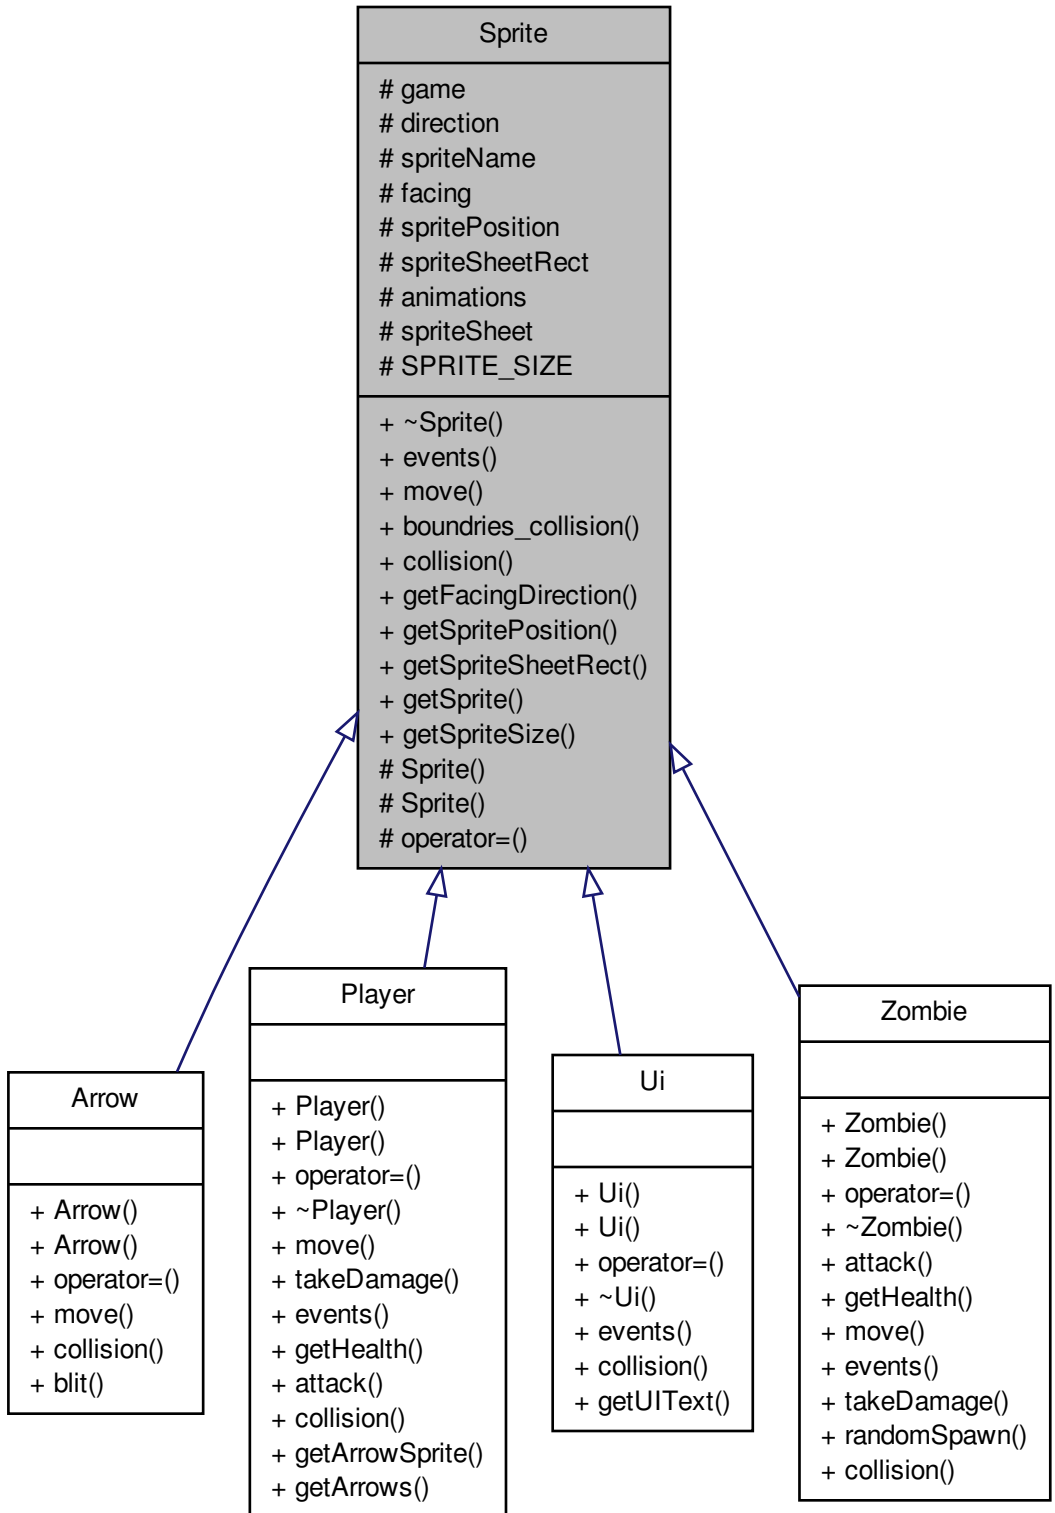 Sprite
# game
# direction
# spriteName
# facing
# spritePosition
# spriteSheetRect
# animations
# spriteSheet
# SPRITE_SIZE
+ ~Sprite()
+ events()
+ move()
+ boundries_collision()
+ collision()
+ getFacingDirection()
+ getSpritePosition()
+ getSpriteSheetRect()
+ getSprite()
+ getSpriteSize()
# Sprite()
# Sprite()
# operator=()
Arrow
+ Arrow()
+ Arrow()
+ operator=()
+ move()
+ collision()
+ blit()
Player
+ Player()
+ Player()
+ operator=()
+ ~Player()
+ move()
+ takeDamage()
+ events()
+ getHealth()
+ attack()
+ collision()
+ getArrowSprite()
+ getArrows()
Ui
+ Ui()
+ Ui()
+ operator=()
+ ~Ui()
+ events()
+ collision()
+ getUIText()
Zombie
+ Zombie()
+ Zombie()
+ operator=()
+ ~Zombie()
+ attack()
+ getHealth()
+ move()
+ events()
+ takeDamage()
+ randomSpawn()
+ collision()